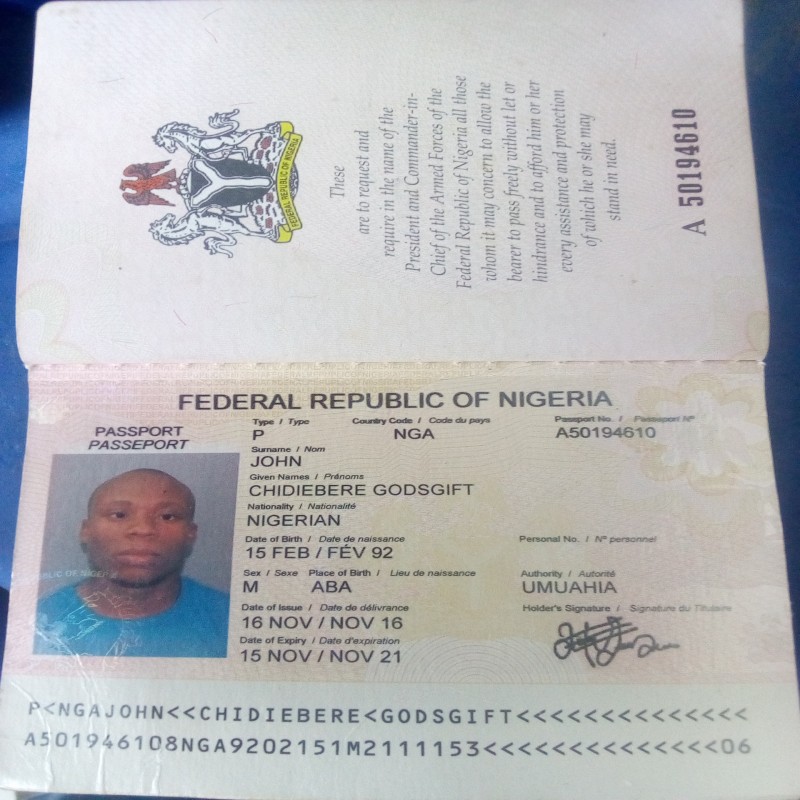 FEDERAL REPUBLIC OF NIGERIA
These
are to request and
require in the name of the
President and Commander-in-
Chief of the Armed Forces of the
Federal Republic of Nigeria all those
whom it may concern to allow the
bearer to pass freely without let or
hindrance and to afford him or her
every assistance and protection
of which he or she may
stand in need.
A 50194610
FEDERAL REPUBLIC OF NIGERIA
PASSPORT
PASSEPORT
Type / Type Country Code / Code du pays Passport No. / Passeport N°
P NGA A50194610
Surname / Nom
JOHN
Given Names / Prénoms
CHIDIEBERE GODSGIFT
Nationality / Nationalité
NIGERIAN
Date of Birth / Date de naissance Personal No. / N° personnel
15 FEB / FÉV 92
Sex / Sexe Place of Birth / Lieu de naissance Authority / Autorité
M ABA UMUAHIA
Date of Issue / Date de délivrance Holder's Signature / Signature du Titulaire
16 NOV / NOV 16
Date of Expiry / Date d'expiration
15 NOV / NOV 21
P<NGAJOHN<<CHIDIEBERE<GODSGIFT<<<<<<<<<<<<<<
A501946108NGA9202151M2111153<<<<<<<<<<<<<<06